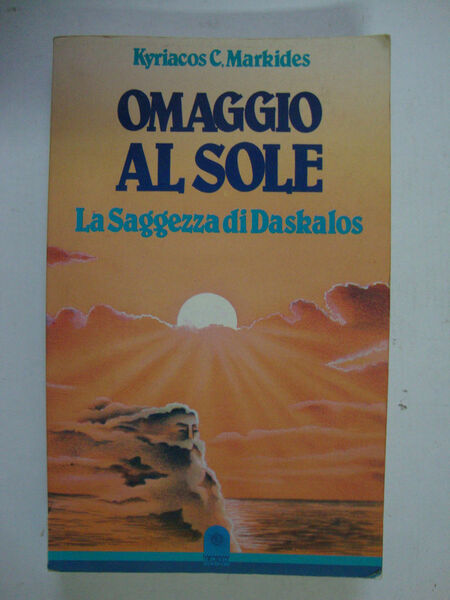 Kyriacos C. Markides
OMAGGIO
AL SOLE
La Saggezza di Daskalos